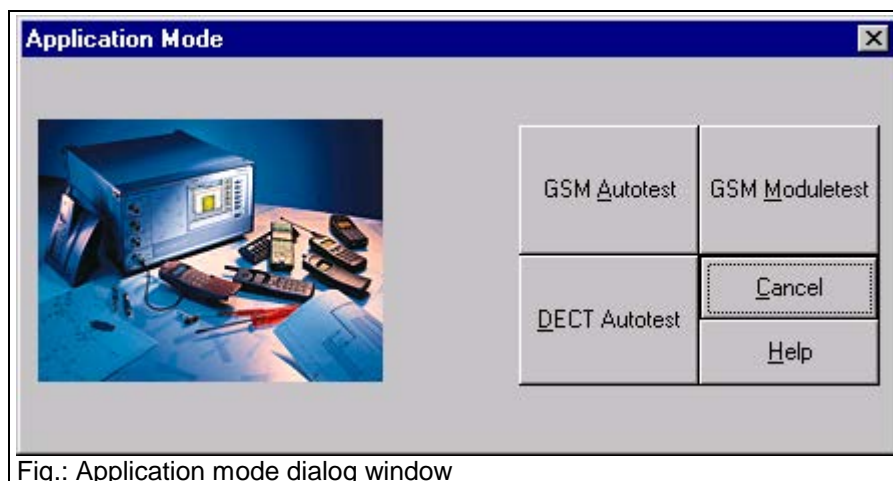 Application Mode
GSM Autotest
GSM Moduletest
DECT Autotest
Cancel
Help
Fig.: Application mode dialog window